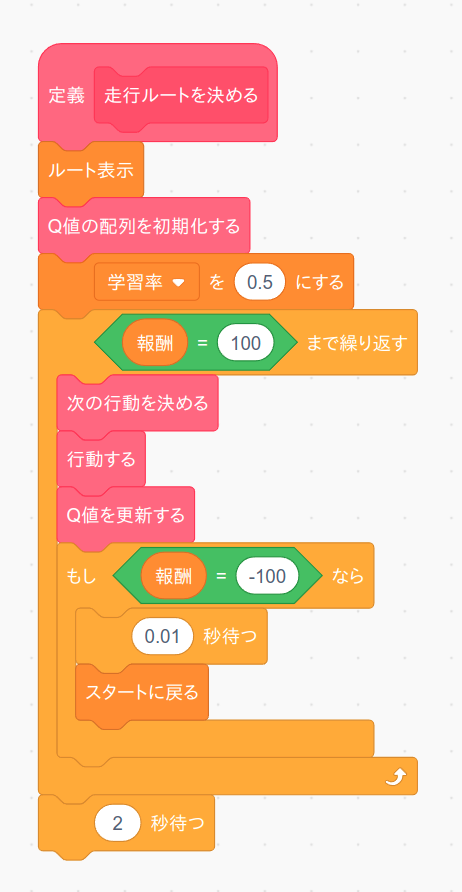 定義 走行ルートを決める
ルート表示
Q値の配列を初期化する
学習率 を 0.5 にする
報酬 = 100 まで繰り返す
次の行動を決める
行動する
Q値を更新する
もし 報酬 = -100 なら
0.01 秒待つ
スタートに戻る
2 秒待つ